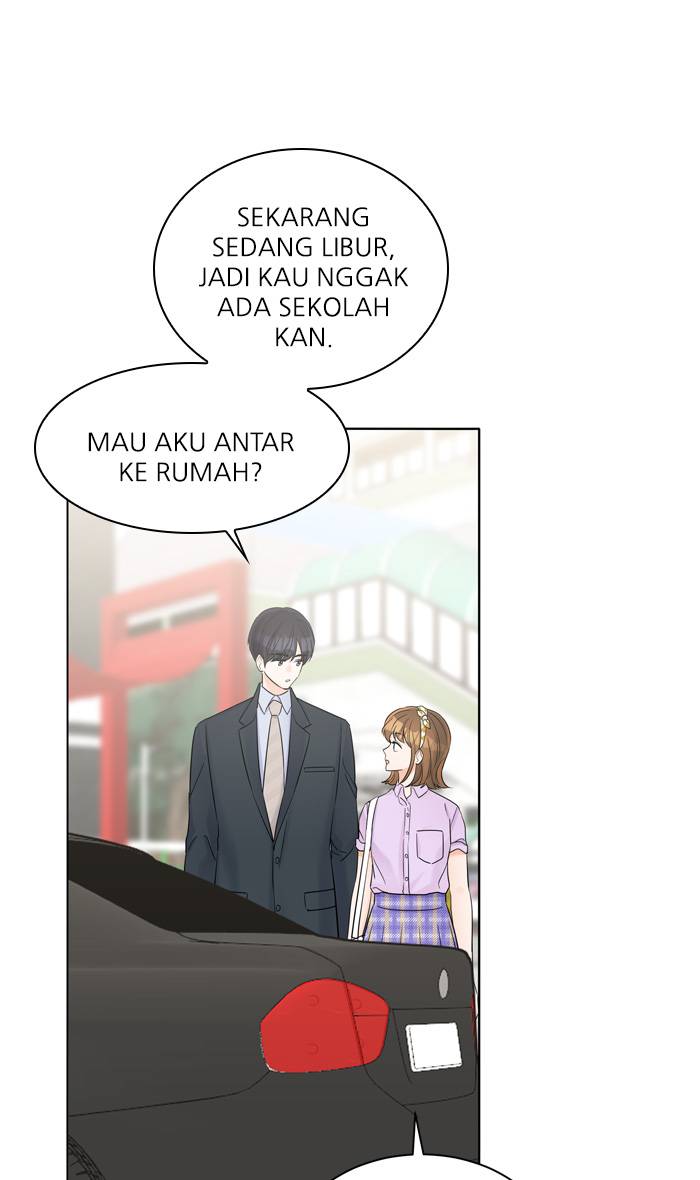 SEKARANG
SEDANG LIBUR,
JADI KAU NGGAK
ADA SEKOLAH
KAN.
MAU AKU ANTAR
KE RUMAH?